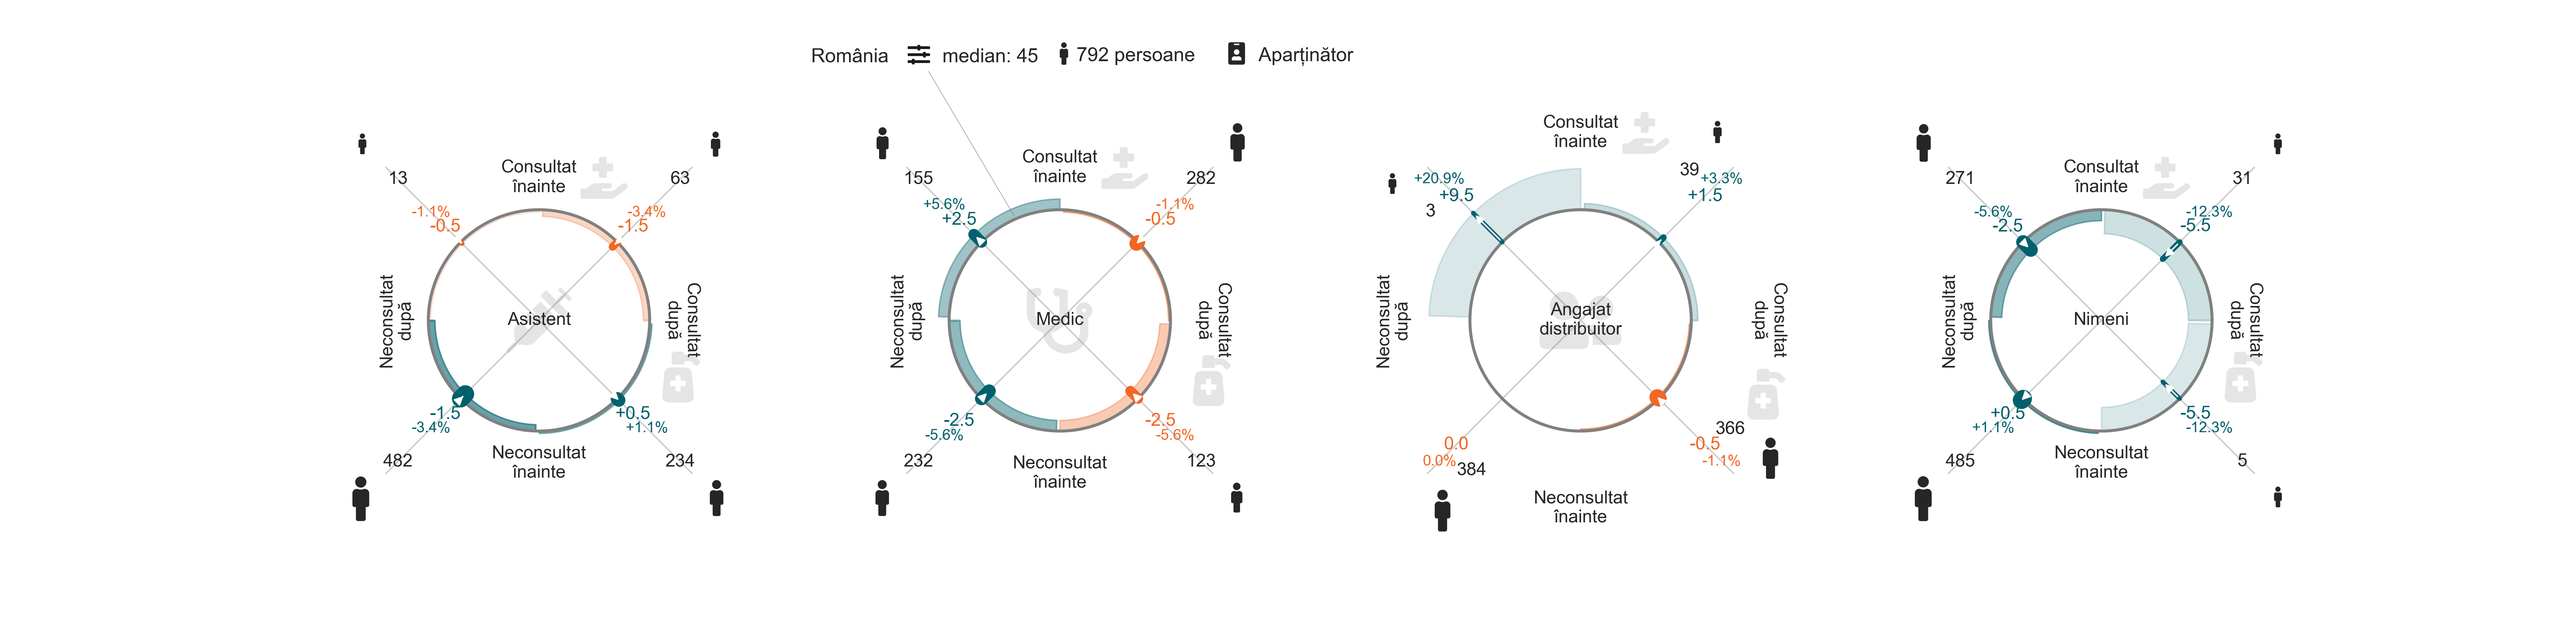 România median: 45 792 persoane Aparținător
Consultat
înainte
13
63
-1.1%
-0.5
-3.4%
-1.5
Neconsultat
după
Asistent
Consultat
după
-1.5
-3.4%
+0.5
+1.1%
482
234
Neconsultat
înainte
Consultat
înainte
155
282
+5.6%
+2.5
-1.1%
-0.5
Neconsultat
după
Medic
Consultat
după
-2.5
-5.6%
-2.5
-5.6%
232
123
Neconsultat
înainte
Consultat
înainte
+20.9%
+9.5
3
39
+3.3%
+1.5
Neconsultat
după
Angajat
distribuitor
Consultat
după
0.0
0.0%
384
366
-0.5
-1.1%
Neconsultat
înainte
Consultat
înainte
271
31
-5.6%
-2.5
-12.3%
-5.5
Neconsultat
după
Nimeni
Consultat
după
+0.5
+1.1%
-5.5
-12.3%
485
5
Neconsultat
înainte